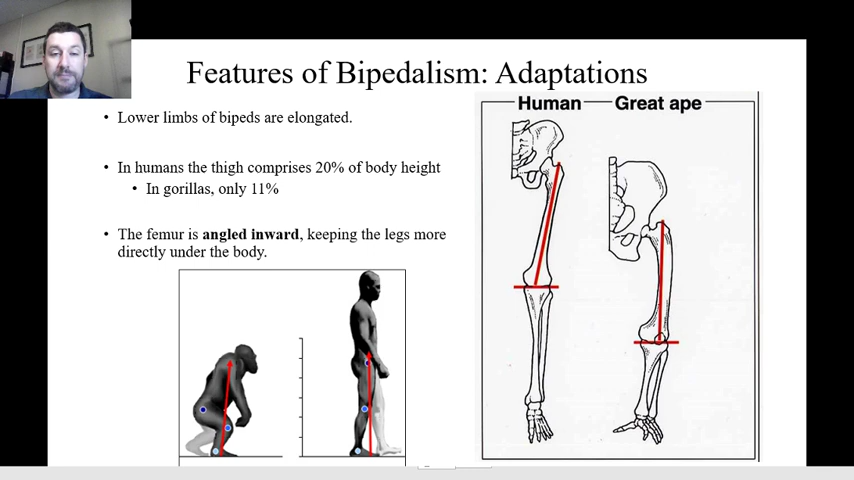 Features of Bipedalism: Adaptations
• Lower limbs of bipeds are elongated.
• In humans the thigh comprises 20% of body height
• In gorillas, only 11%
• The femur is angled inward, keeping the legs more
directly under the body.
Human
Great ape